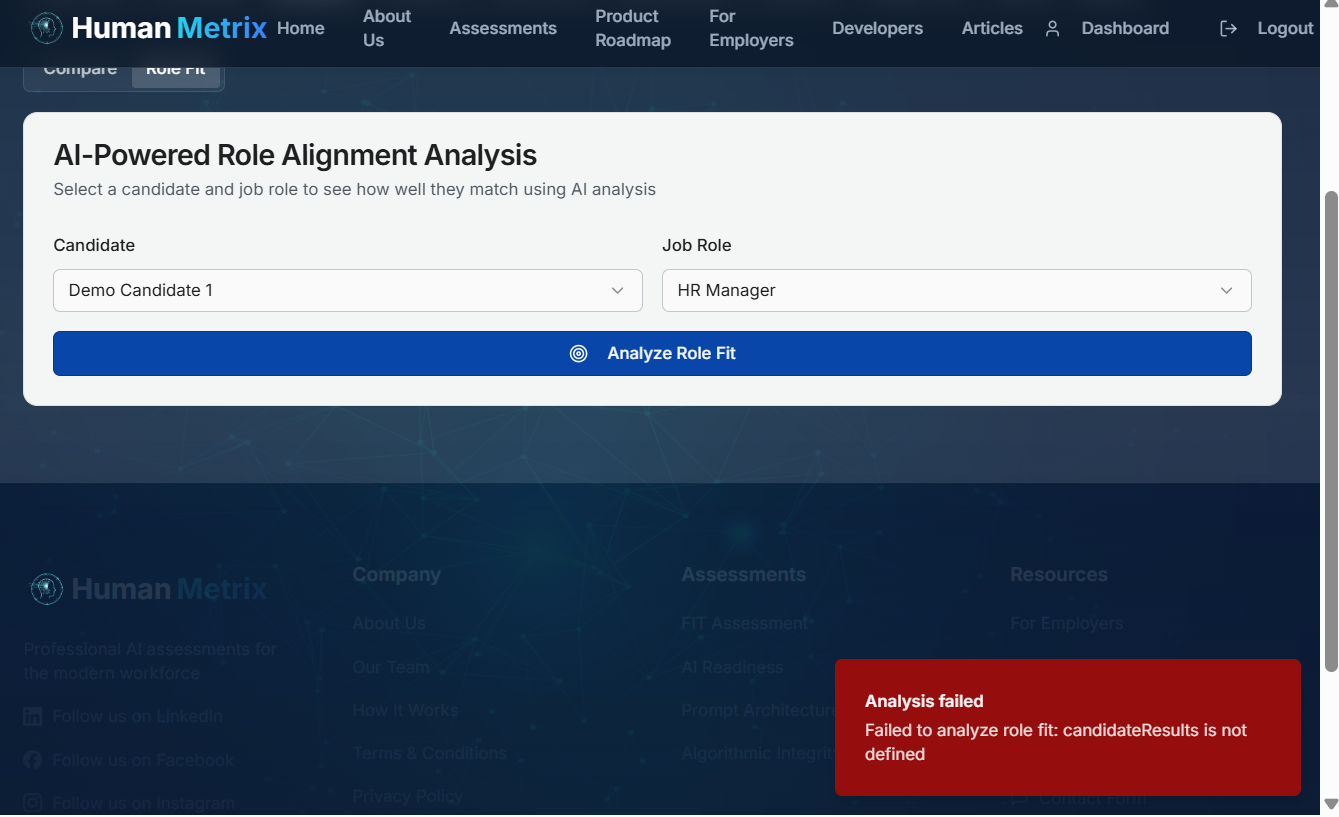 Human Metrix
Home
About
Us
Assessments
Product
Roadmap
For
Employers
Developers
Articles
Dashboard
Logout
Compare
Role Fit
AI-Powered Role Alignment Analysis
Select a candidate and job role to see how well they match using AI analysis
Candidate
Job Role
Demo Candidate 1
HR Manager
Analyze Role Fit
Human Metrix
Professional AI assessments for
the modern workforce
Follow us on LinkedIn
Follow us on Facebook
Follow us on Instagram
Company
About Us
Our Team
How It Works
Terms & Conditions
Privacy Policy
Assessments
FIT Assessment
AI Readiness
Prompt Architecture
Algorithmic
Resources
For Employers
Contact Form
Analysis failed
Failed to analyze role fit: candidateResults is not
defined